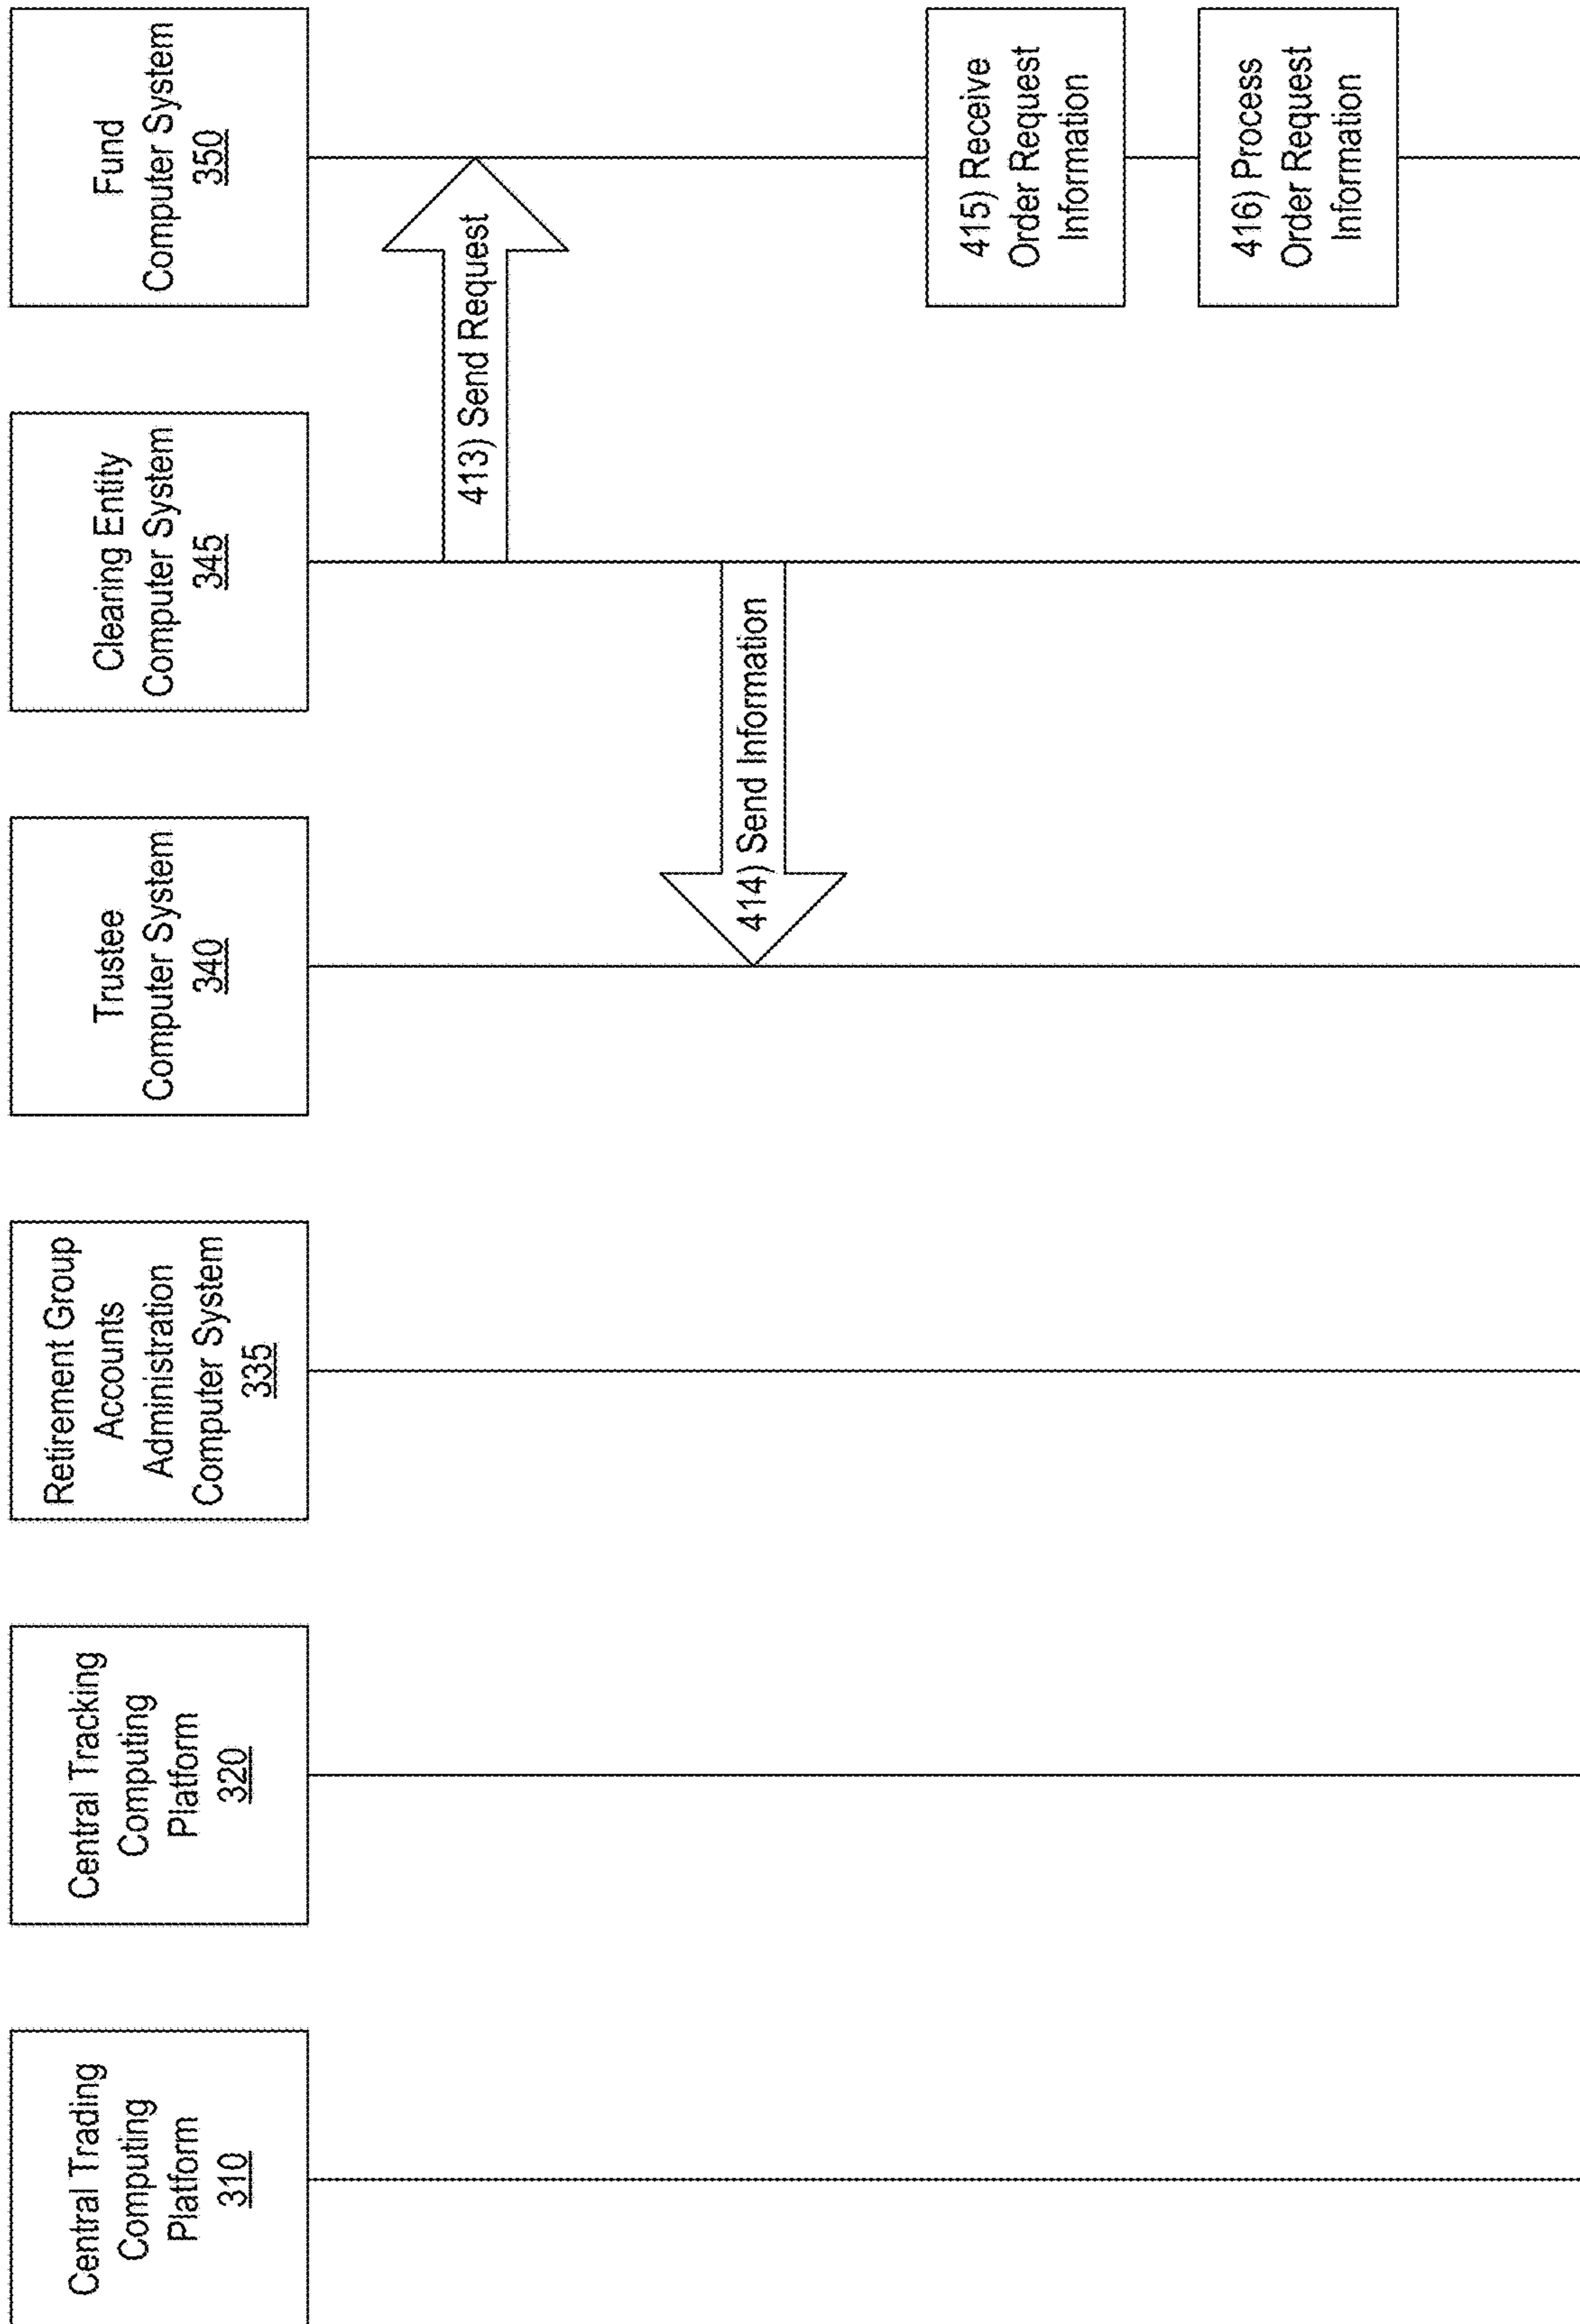 Central Trading
Computing
Platform
310
Central Tracking
Computing
Platform
320
Retirement Group
Accounts
Administration
Computer System
335
Trustee
Computer System
340
Clearing Entity
Computer System
345
Fund
Computer System
350
413) Send Request
414) Send Information
415) Receive
Order Request
Information
416) Process
Order Request
Information